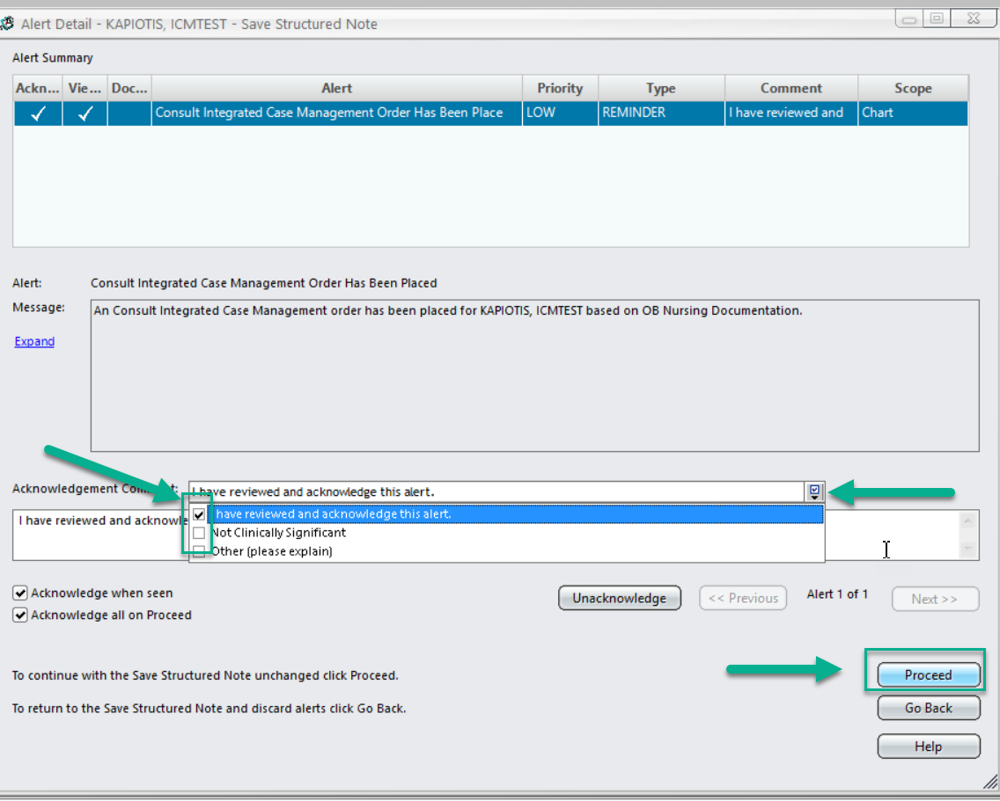 Alert Detail - KAPIOTIS, ICMTEST - Save Structured Note
Alert Summary
Ackn... Vie... Doc... Alert Priority Type Comment Scope
Consult Integrated Case Management Order Has Been Place LOW REMINDER I have reviewed and Chart
Alert: Consult Integrated Case Management Order Has Been Placed
Message: An Consult Integrated Case Management order has been placed for KAPIOTIS, ICMTEST based on OB Nursing Documentation.
Expand
Acknowledgement I have reviewed and acknowledge this alert.
I have reviewed and acknowledge this alert.
I have reviewed and acknowle
Not Clinically Significant
Other (please explain)
Acknowledge when seen
Acknowledge all on Proceed
Unacknowledge << Previous Alert 1 of 1 Next >>
To continue with the Save Structured Note unchanged click Proceed. Proceed
To return to the Save Structured Note and discard alerts click Go Back. Go Back
Help